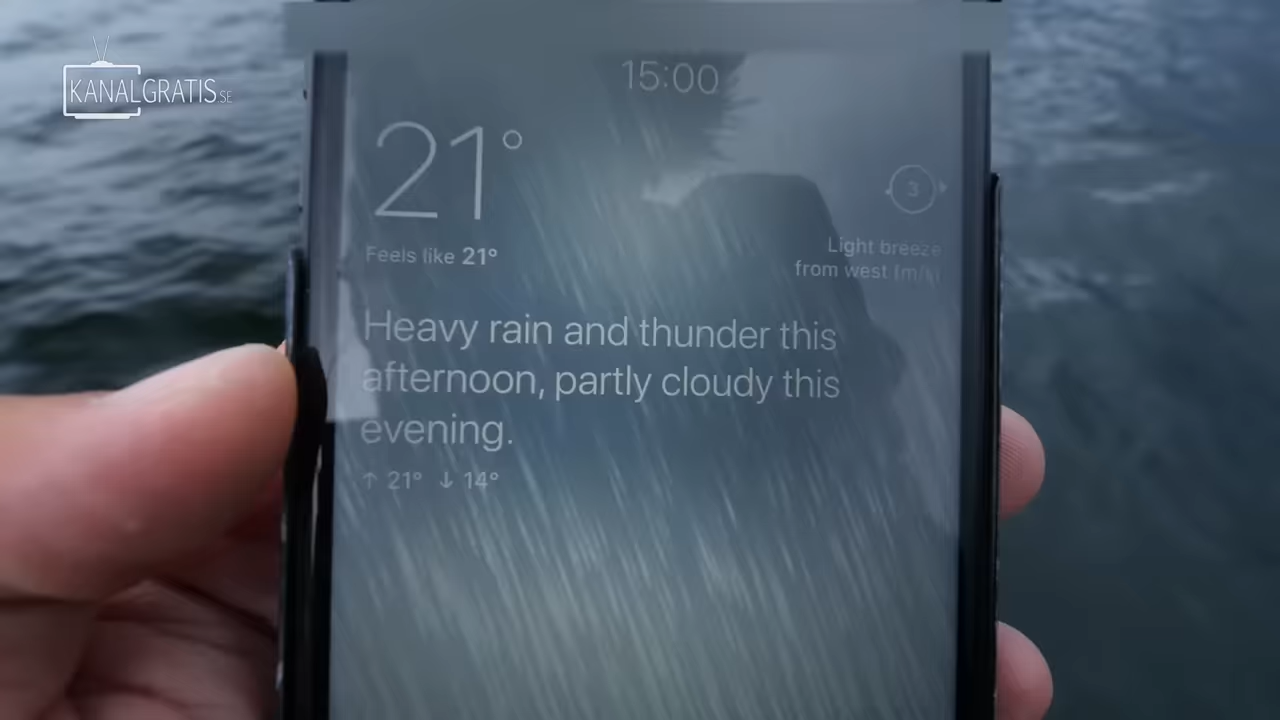 KANALGRATIS.SE
15:00
21°
3
Feels like 21°
Light breeze
from west (m/s)
Heavy rain and thunder this
afternoon, partly cloudy this
evening.
↑ 21° ↓ 14°